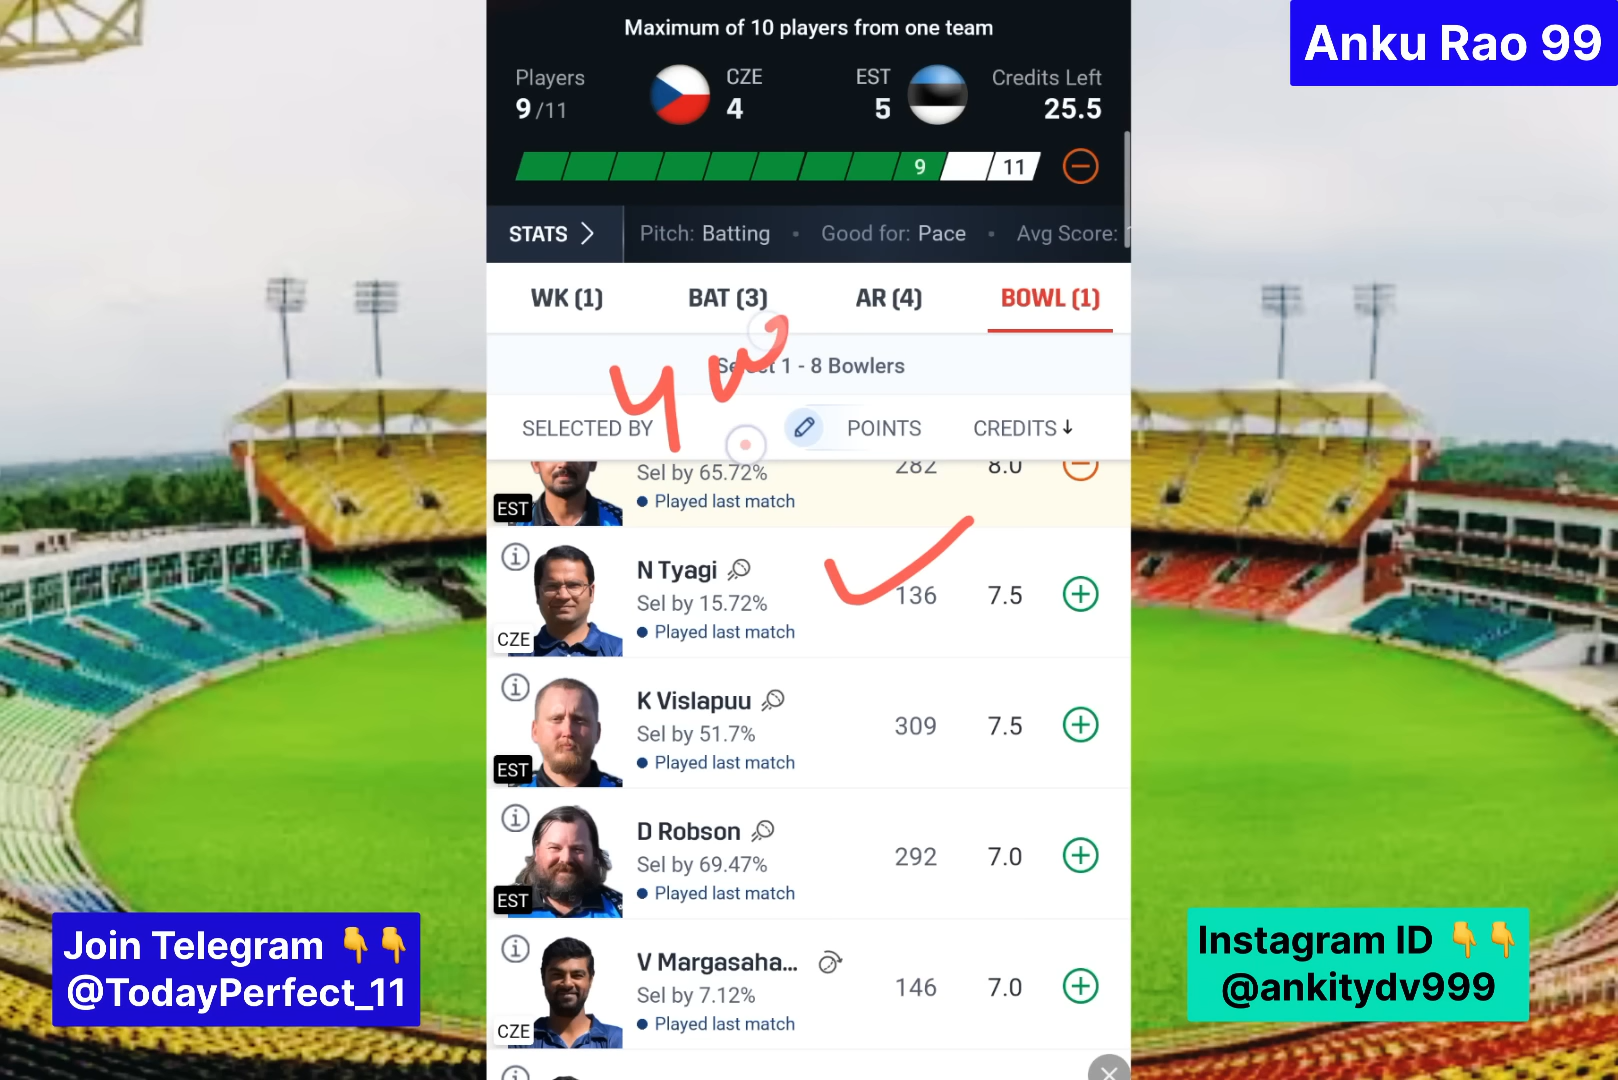 Maximum of 10 players from one team
Anku Rao 99
Players
9/11
CZE
4
EST
5
Credits Left
25.5
9
11
STATS
Pitch: Batting • Good for: Pace • Avg Score:
WK (1)
BAT (3)
AR (4)
BOWL (1)
Select 1 - 8 Bowlers
4 w
SELECTED BY
POINTS
CREDITS↓
Sel by 65.72%
282
8.0
Played last match
EST
N Tyagi
Sel by 15.72%
136
7.5
Played last match
CZE
K Vislapuu
Sel by 51.7%
309
7.5
Played last match
EST
D Robson
Sel by 69.47%
292
7.0
Played last match
EST
V Margasaha...
Sel by 7.12%
146
7.0
Played last match
CZE
Join Telegram 👇👇
@TodayPerfect_11
Instagram ID 👇👇
@ankitydv999